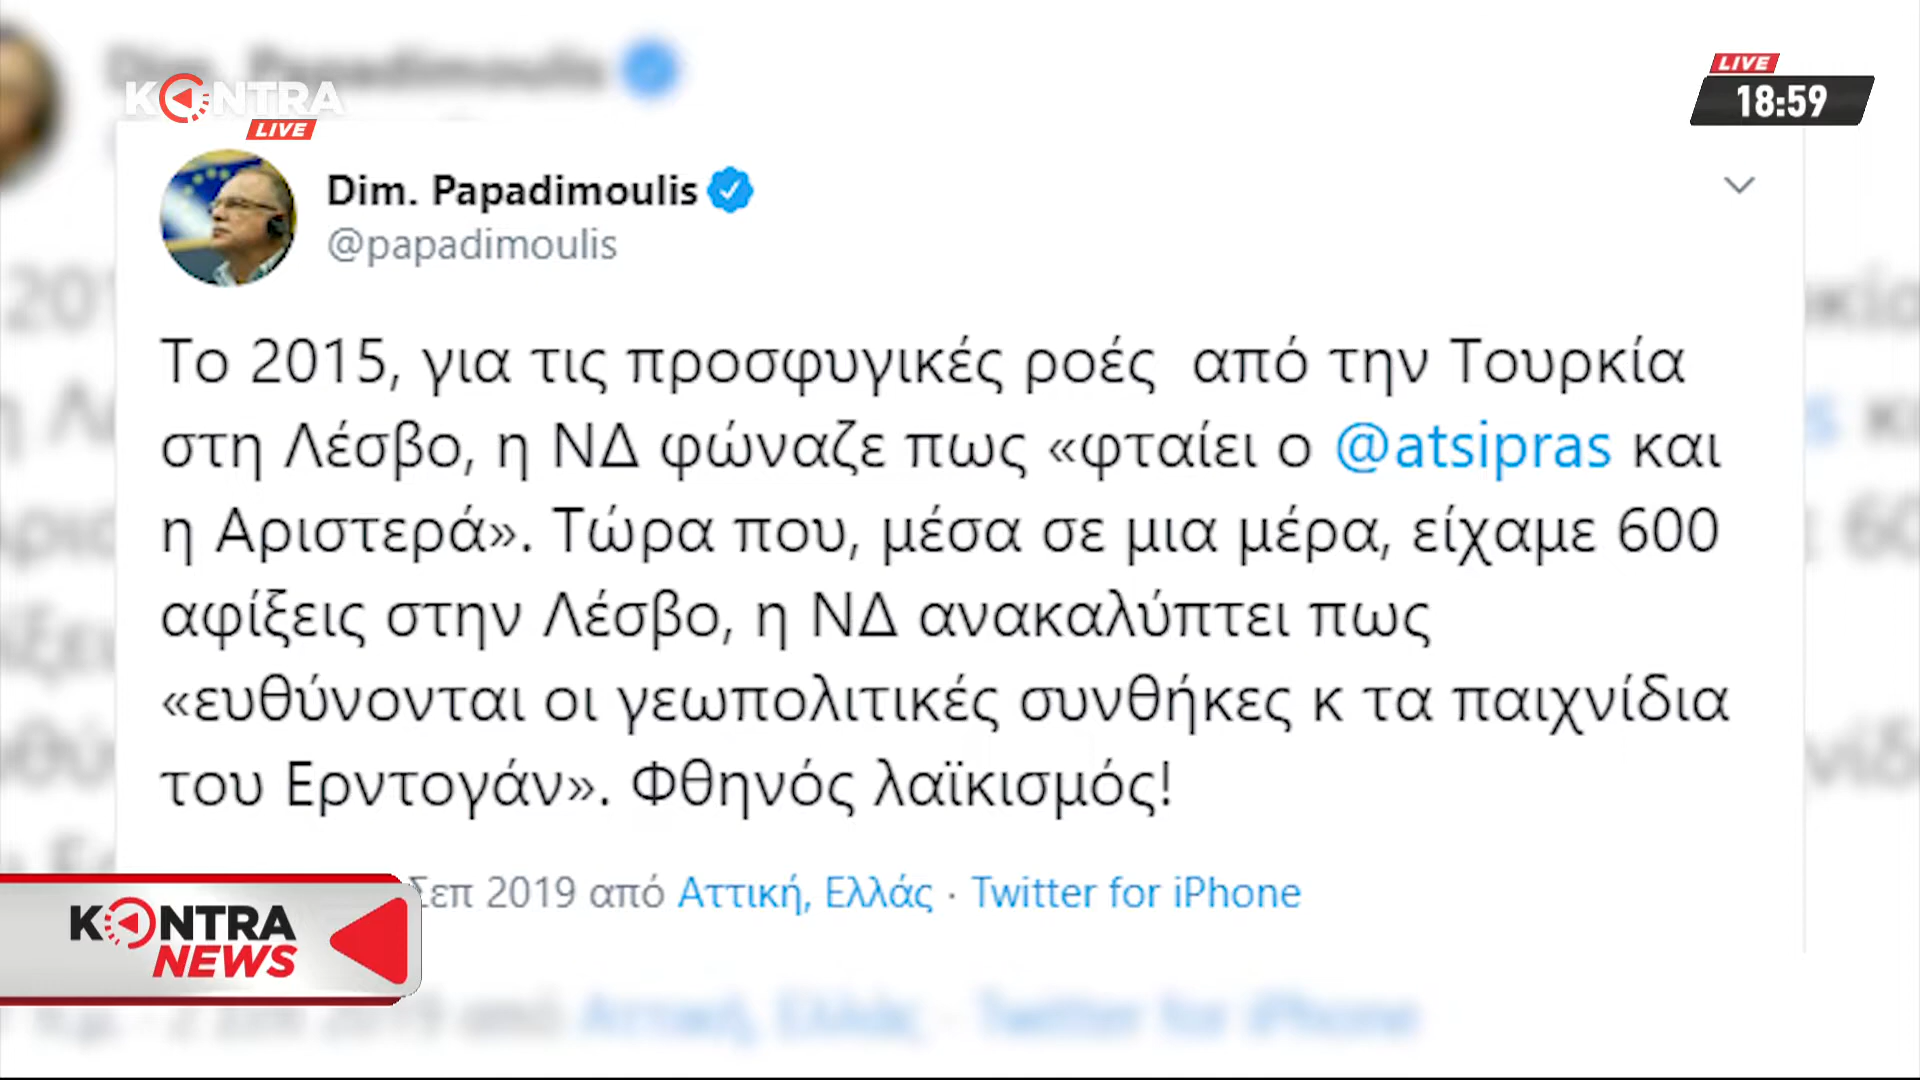 KONTRA
LIVE
LIVE
18:59
Dim. Papadimoulis
@papadimoulis
Το 2015, για τις προσφυγικές ροές από την Τουρκία
στη Λέσβο, η ΝΔ φώναζε πως «φταίει ο @atsipras και
η Αριστερά». Τώρα που, μέσα σε μια μέρα, είχαμε 600
αφίξεις στην Λέσβο, η ΝΔ ανακαλύπτει πως
«ευθύνονται οι γεωπολιτικές συνθήκες κ τα παιχνίδια
του Ερντογάν». Φθηνός λαϊκισμός!
Σεπ 2019 από Αττική, Ελλάς · Twitter for iPhone
KONTRA
NEWS